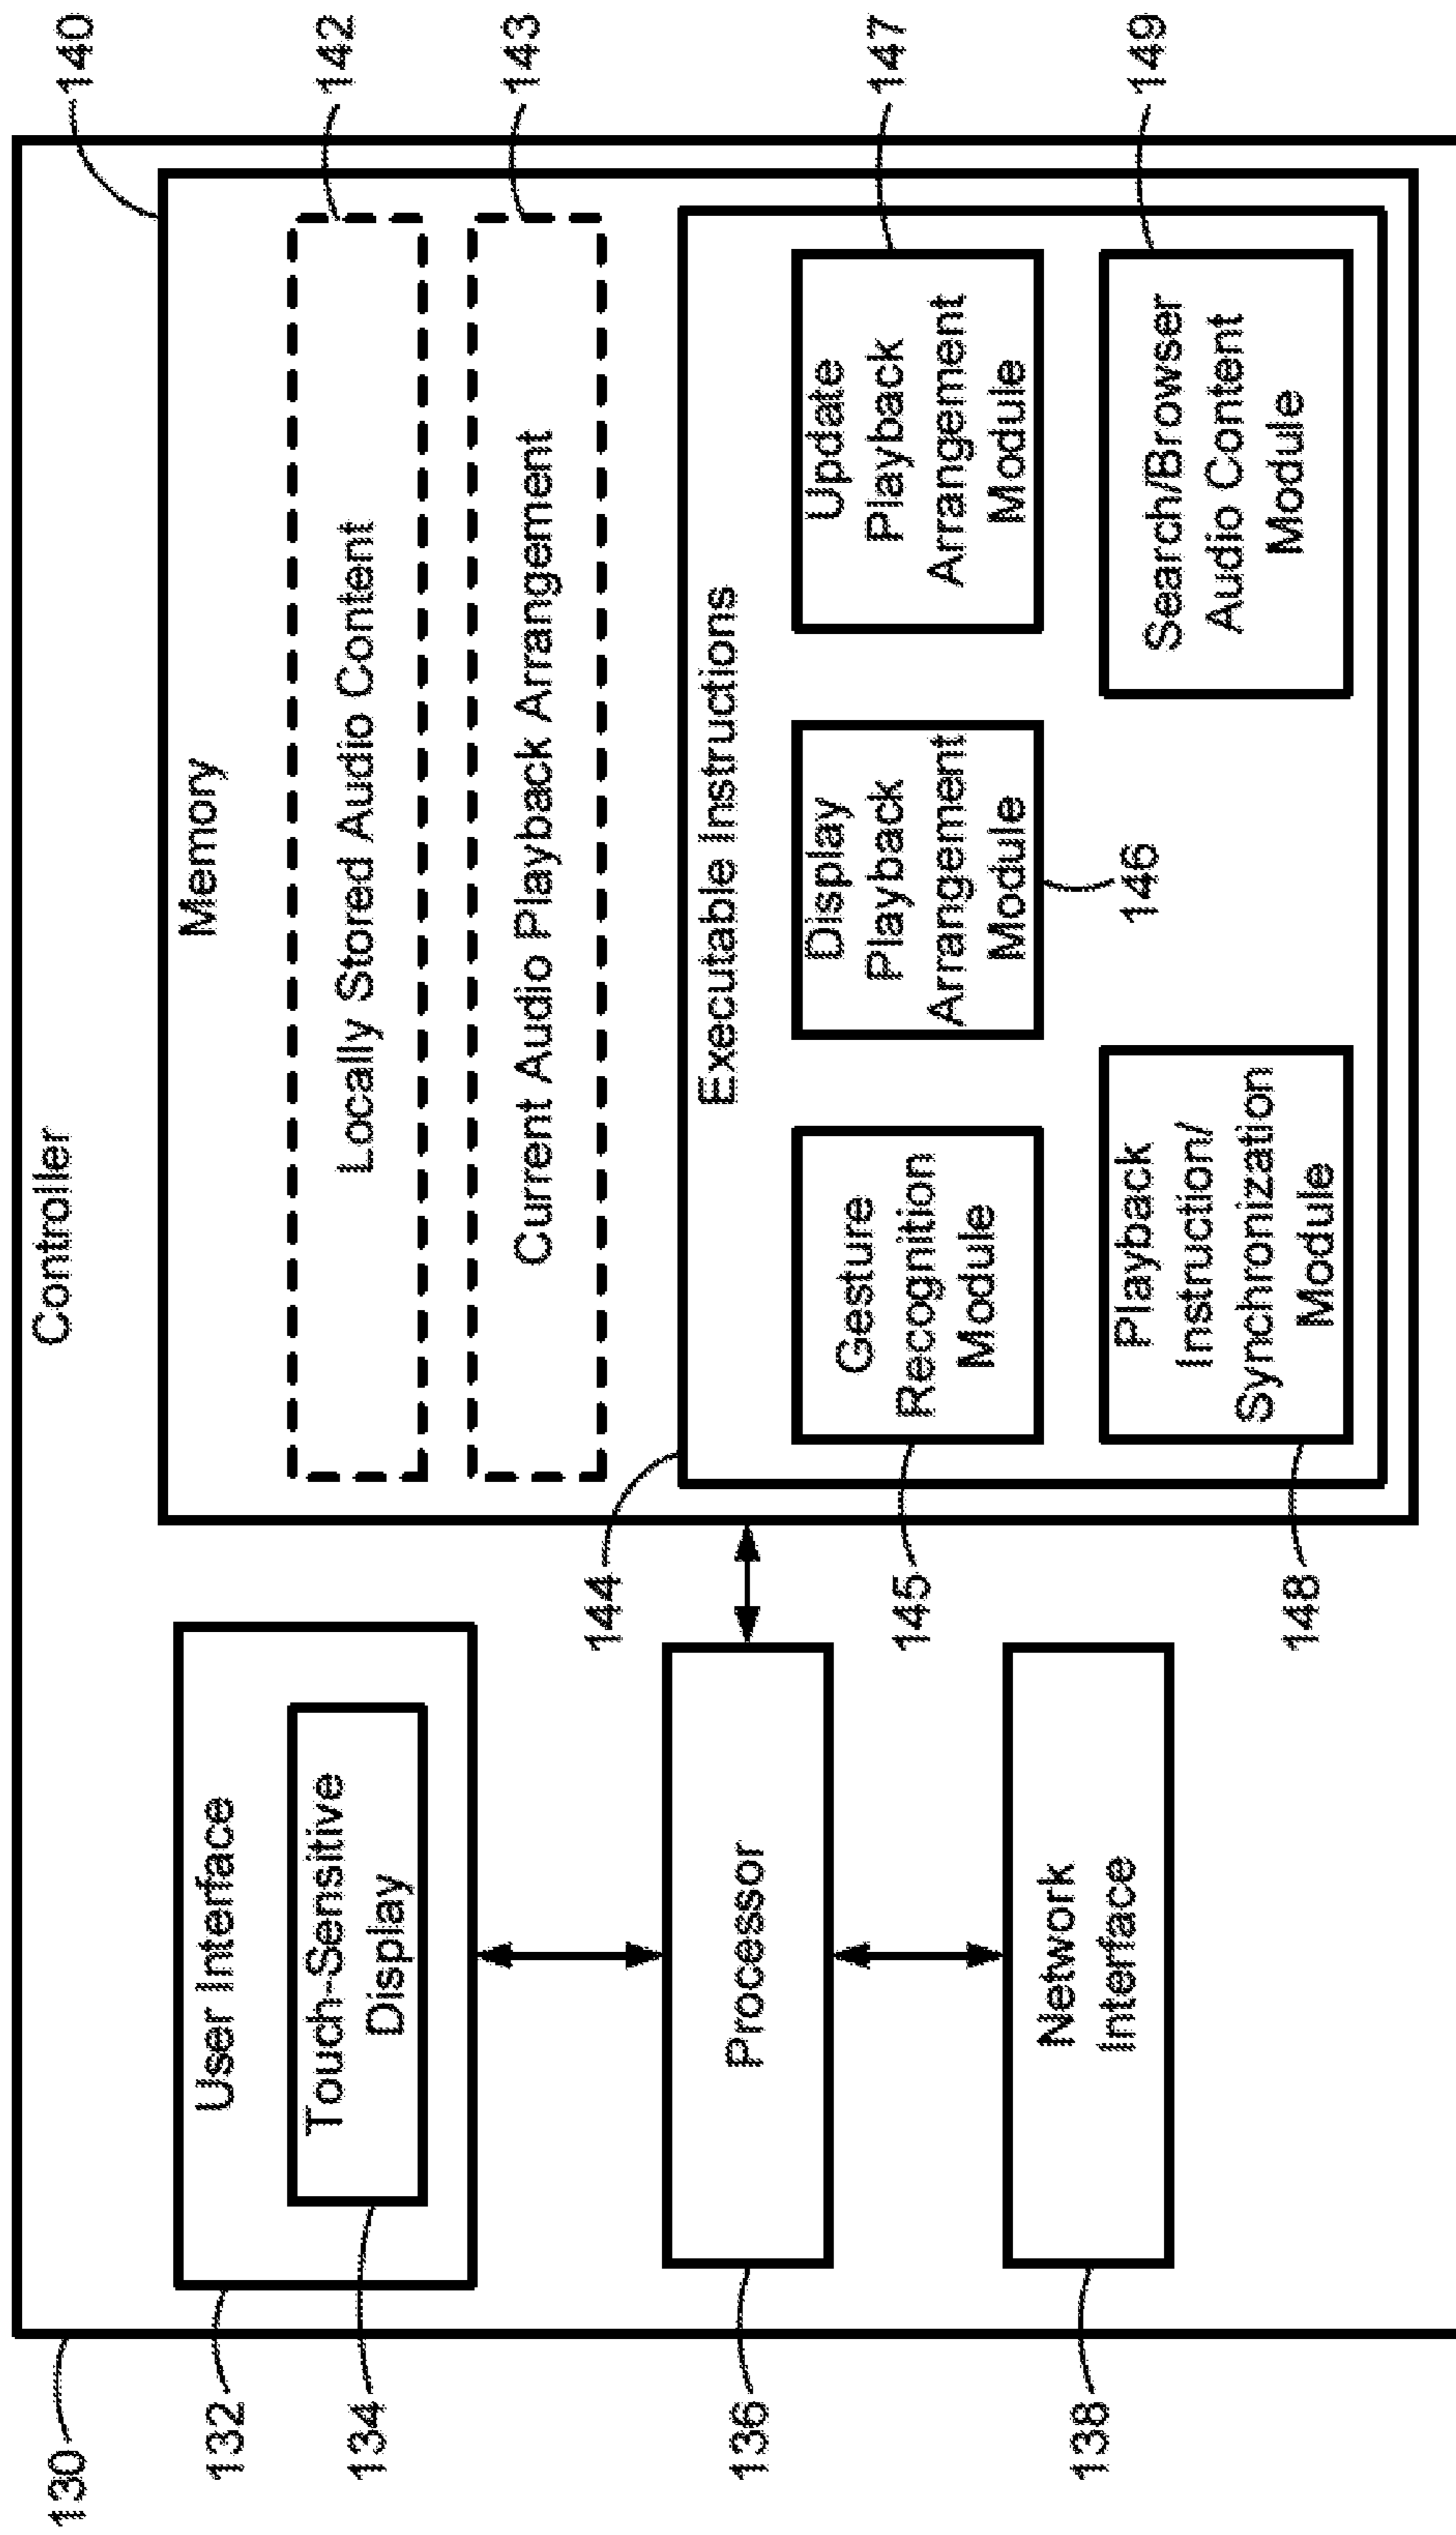 Controller
140
130
User Interface
132
Touch-Sensitive
Display
134
Processor
136
Network
Interface
138
Memory
Locally Stored Audio Content
142
Current Audio Playback Arrangement
143
144
Executable Instructions
Gesture
Recognition
Module
145
Display
Playback
Arrangement
Module
146
Update
Playback
Arrangement
Module
147
Playback
Instruction/
Synchronization
Module
148
Search/Browser
Audio Content
Module
149